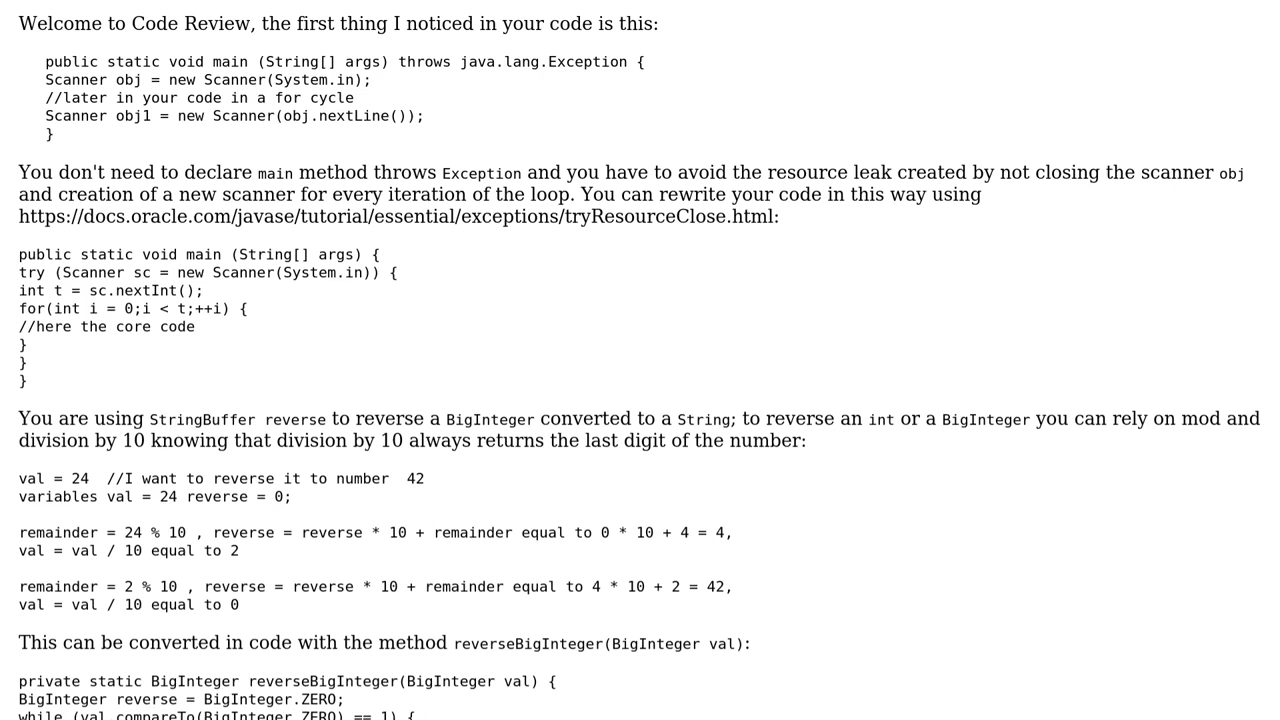 Welcome to Code Review, the first thing I noticed in your code is this:
public static void main (String[] args) throws java.lang.Exception {
Scanner obj = new Scanner(System.in);
//later in your code in a for cycle
Scanner obj1 = new Scanner(obj.nextLine());
}
You don't need to declare main method throws Exception and you have to avoid the resource leak created by not closing the scanner obj
and creation of a new scanner for every iteration of the loop. You can rewrite your code in this way using
https://docs.oracle.com/javase/tutorial/essential/exceptions/tryResourceClose.html:
public static void main (String[] args) {
try (Scanner sc = new Scanner(System.in)) {
int t = sc.nextInt();
for(int i = 0;i < t;++i) {
//here the core code
}
}
}
You are using StringBuffer reverse to reverse a BigInteger converted to a String; to reverse an int or a BigInteger you can rely on mod and
division by 10 knowing that division by 10 always returns the last digit of the number:
val = 24  //I want to reverse it to number  42
variables val = 24 reverse = 0;
remainder = 24 % 10 , reverse = reverse * 10 + remainder equal to 0 * 10 + 4 = 4,
val = val / 10 equal to 2
remainder = 2 % 10 , reverse = reverse * 10 + remainder equal to 4 * 10 + 2 = 42,
val = val / 10 equal to 0
This can be converted in code with the method reverseBigInteger(BigInteger val):
private static BigInteger reverseBigInteger(BigInteger val) {
BigInteger reverse = BigInteger.ZERO;
while (val.compareTo(BigInteger.ZERO) == 1) {